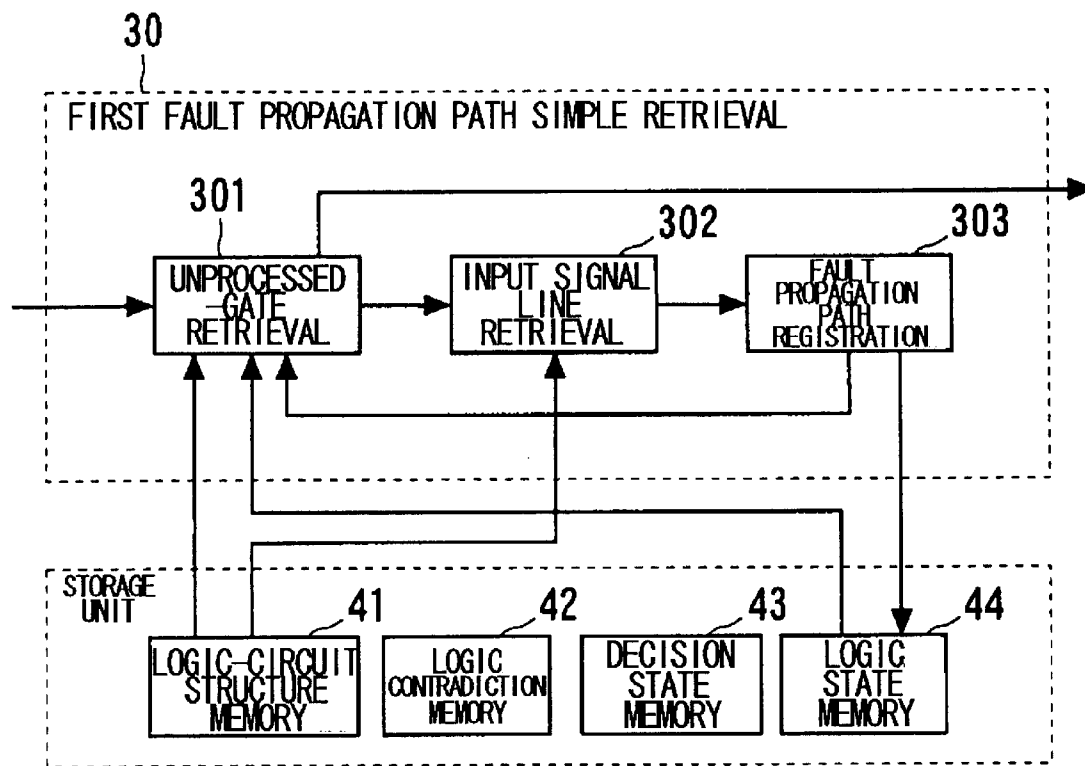 30
FIRST FAULT PROPAGATION PATH SIMPLE RETRIEVAL
301
302
303
UNPROCESSED
-GATE
RETRIEVAL
INPUT SIGNAL
LINE
RETRIEVAL
FAULT
PROPAGATION
PATH
REGISTRATION
STORAGE
UNIT
41
42
43
44
LOGIC-CIRCUIT
STRUCTURE
MEMORY
LOGIC
CONTRADICTION
MEMORY
DECISION
STATE
MEMORY
LOGIC
STATE
MEMORY